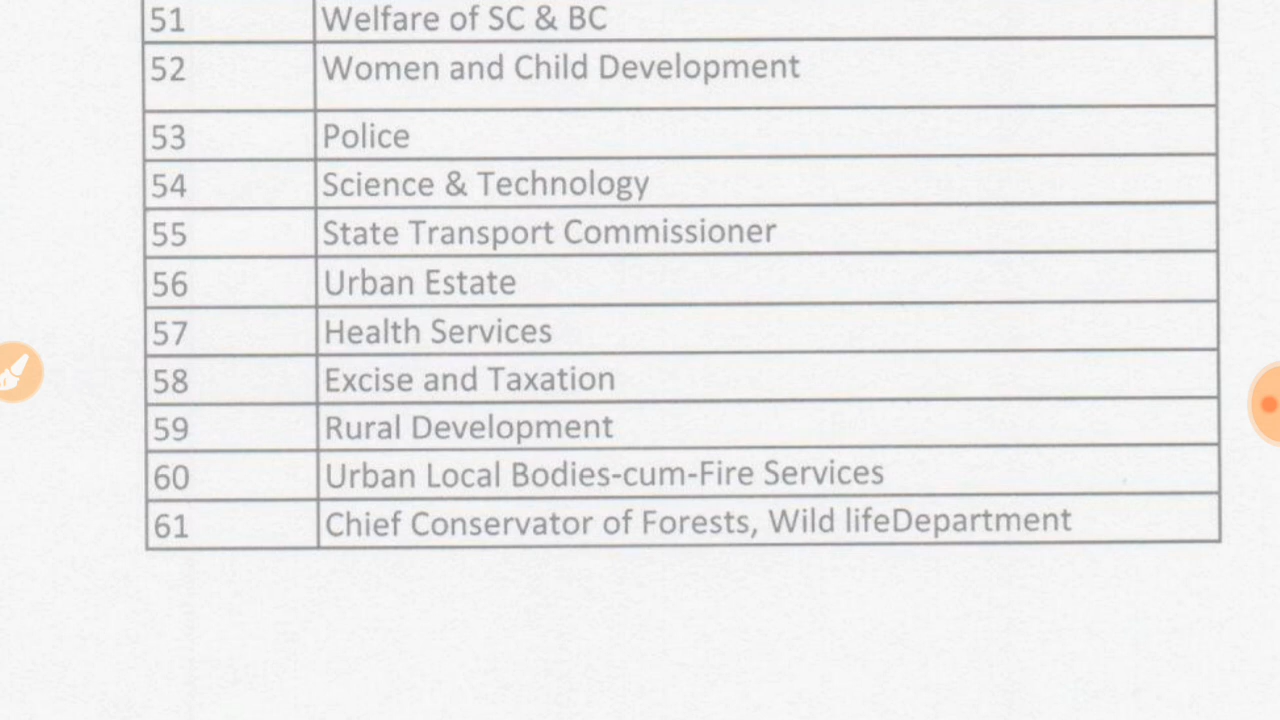 51 Welfare of SC & BC
52 Women and Child Development
53 Police
54 Science & Technology
55 State Transport Commissioner
56 Urban Estate
57 Health Services
58 Excise and Taxation
59 Rural Development
60 Urban Local Bodies-cum-Fire Services
61 Chief Conservator of Forests, Wild lifeDepartment